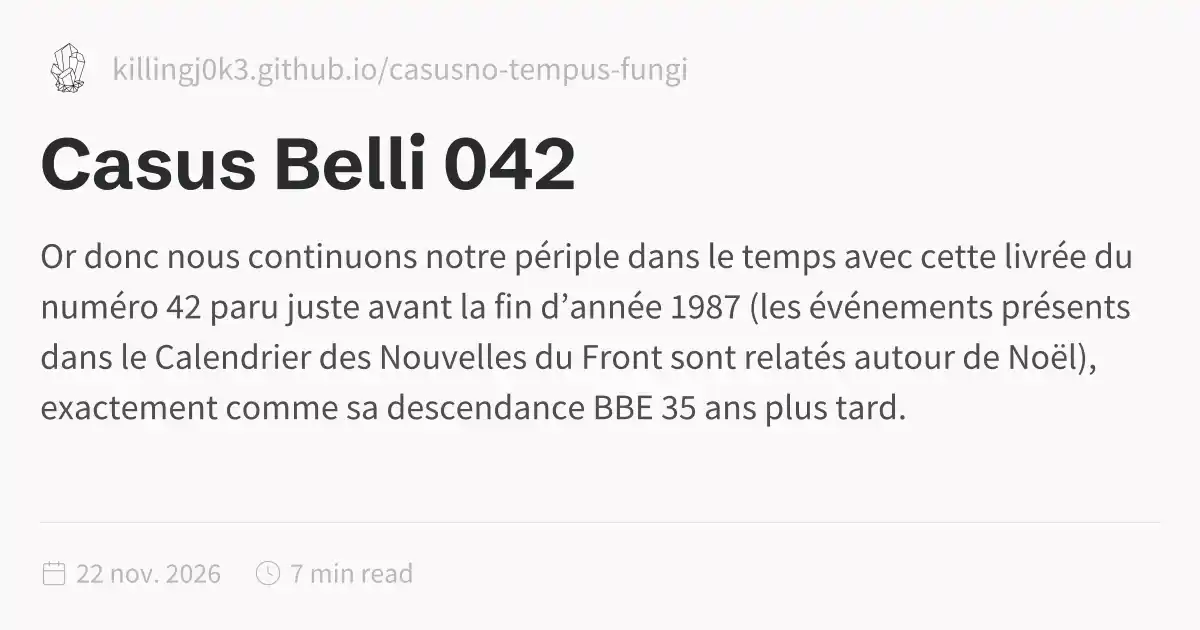 killingj0k3.github.io/casusno-tempus-fungi
Casus Belli 042
Or donc nous continuons notre périple dans le temps avec cette livrée du
numéro 42 paru juste avant la fin d’année 1987 (les événements présents
dans le Calendrier des Nouvelles du Front sont relatés autour de Noël),
exactement comme sa descendance BBE 35 ans plus tard.
22 nov. 2026
7 min read